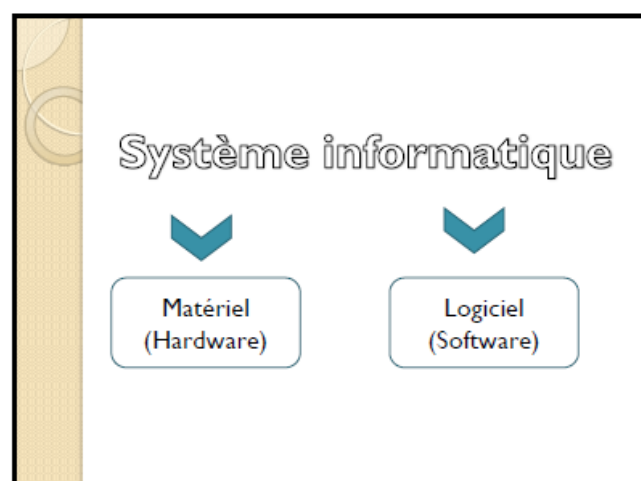 Système informatique
Matériel
(Hardware)
Logiciel
(Software)